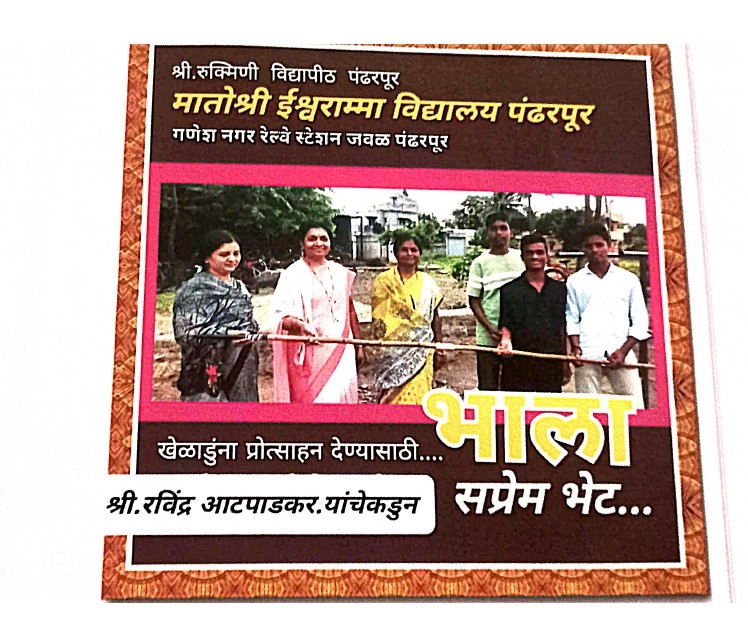 श्री.रुक्मिणी विद्यापीठ पंढरपूर
मातोश्री ईश्वराम्मा विद्यालय पंढरपूर
गणेश नगर रेल्वे स्टेशन जवळ पंढरपूर
खेळाडुंना प्रोत्साहन देण्यासाठी....
भाला
श्री.रविंद्र आटपाडकर.यांचेकडुन
सप्रेम भेट...